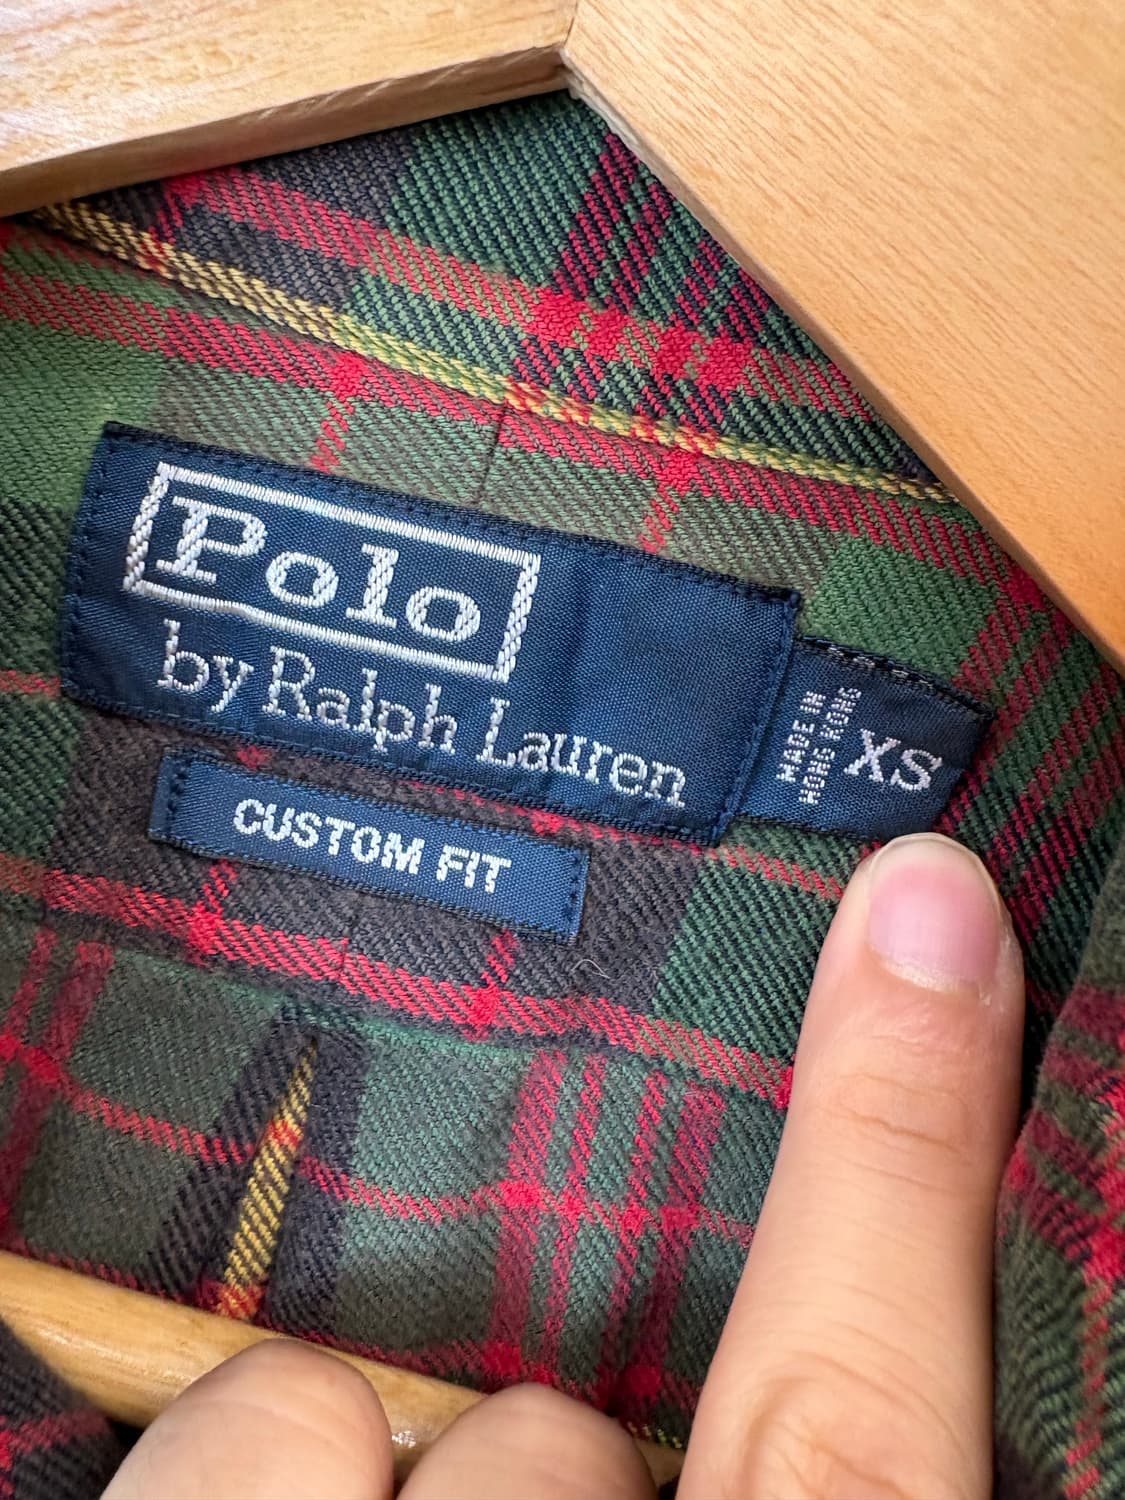 Polo
by Ralph Lauren
MADE IN
HONG KONG
XS
CUSTOM FIT